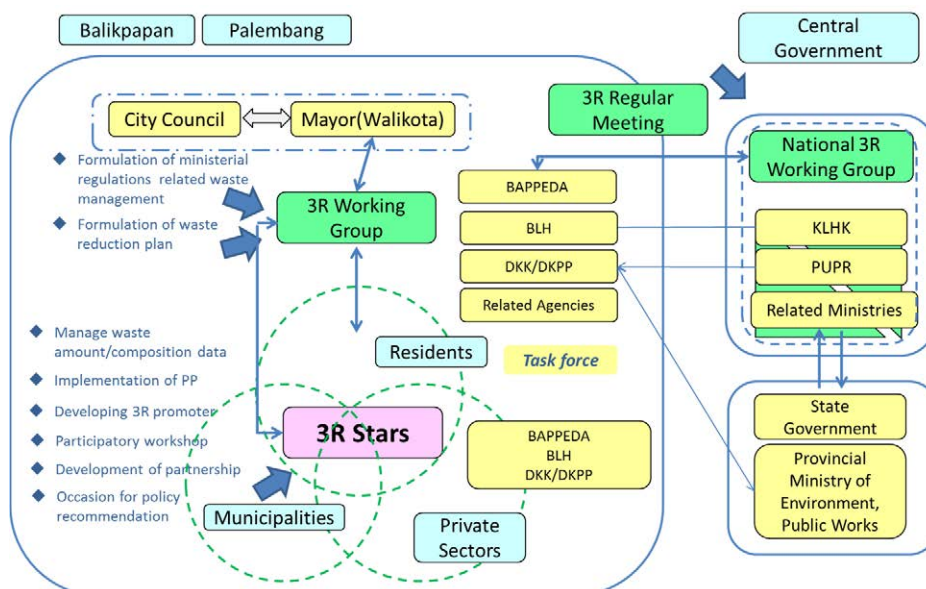 Balikpapan
Palembang
Central
Government
City Council
Mayor(Walikota)
3R Regular
Meeting
◆ Formulation of ministerial
regulations related waste
management
◆ Formulation of waste
reduction plan
3R Working
Group
BAPPEDA
BLH
DKK/DKPP
Related Agencies
National 3R
Working Group
KLHK
PUPR
Related Ministries
◆ Manage waste
amount/composition data
◆ Implementation of PP
◆ Developing 3R promoter
◆ Participatory workshop
◆ Development of partnership
◆ Occasion for policy
recommendation
Residents
Task force
3R Stars
BAPPEDA
BLH
DKK/DKPP
Municipalities
Private
Sectors
State
Government
Provincial
Ministry of
Environment,
Public Works